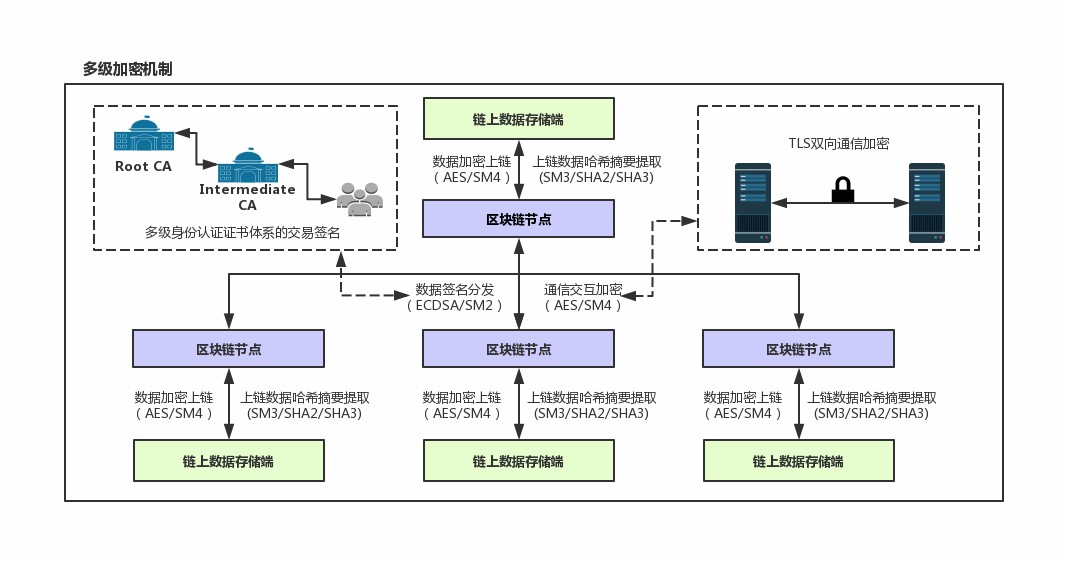 多级加密机制
Root CA
Intermediate
CA
多级身份认证证书体系的交易签名
链上数据存储端
数据加密上链
（AES/SM4）
上链数据哈希摘要提取
(SM3/SHA2/SHA3)
区块链节点
TLS双向通信加密
数据签名分发
（ECDSA/SM2）
通信交互加密
（AES/SM4）
区块链节点
区块链节点
区块链节点
数据加密上链
（AES/SM4）
上链数据哈希摘要提取
(SM3/SHA2/SHA3)
数据加密上链
（AES/SM4）
上链数据哈希摘要提取
(SM3/SHA2/SHA3)
数据加密上链
（AES/SM4）
上链数据哈希摘要提取
(SM3/SHA2/SHA3)
链上数据存储端
链上数据存储端
链上数据存储端